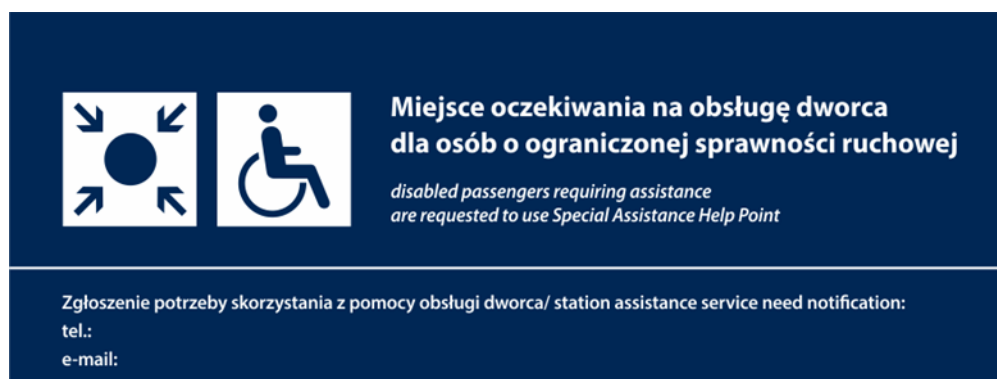 Miejsce oczekiwania na obsługę dworca
dla osób o ograniczonej sprawności ruchowej
disabled passengers requiring assistance
are requested to use Special Assistance Help Point
Zgłoszenie potrzeby skorzystania z pomocy obsługi dworca/ station assistance service need notification:
tel.:
e-mail: